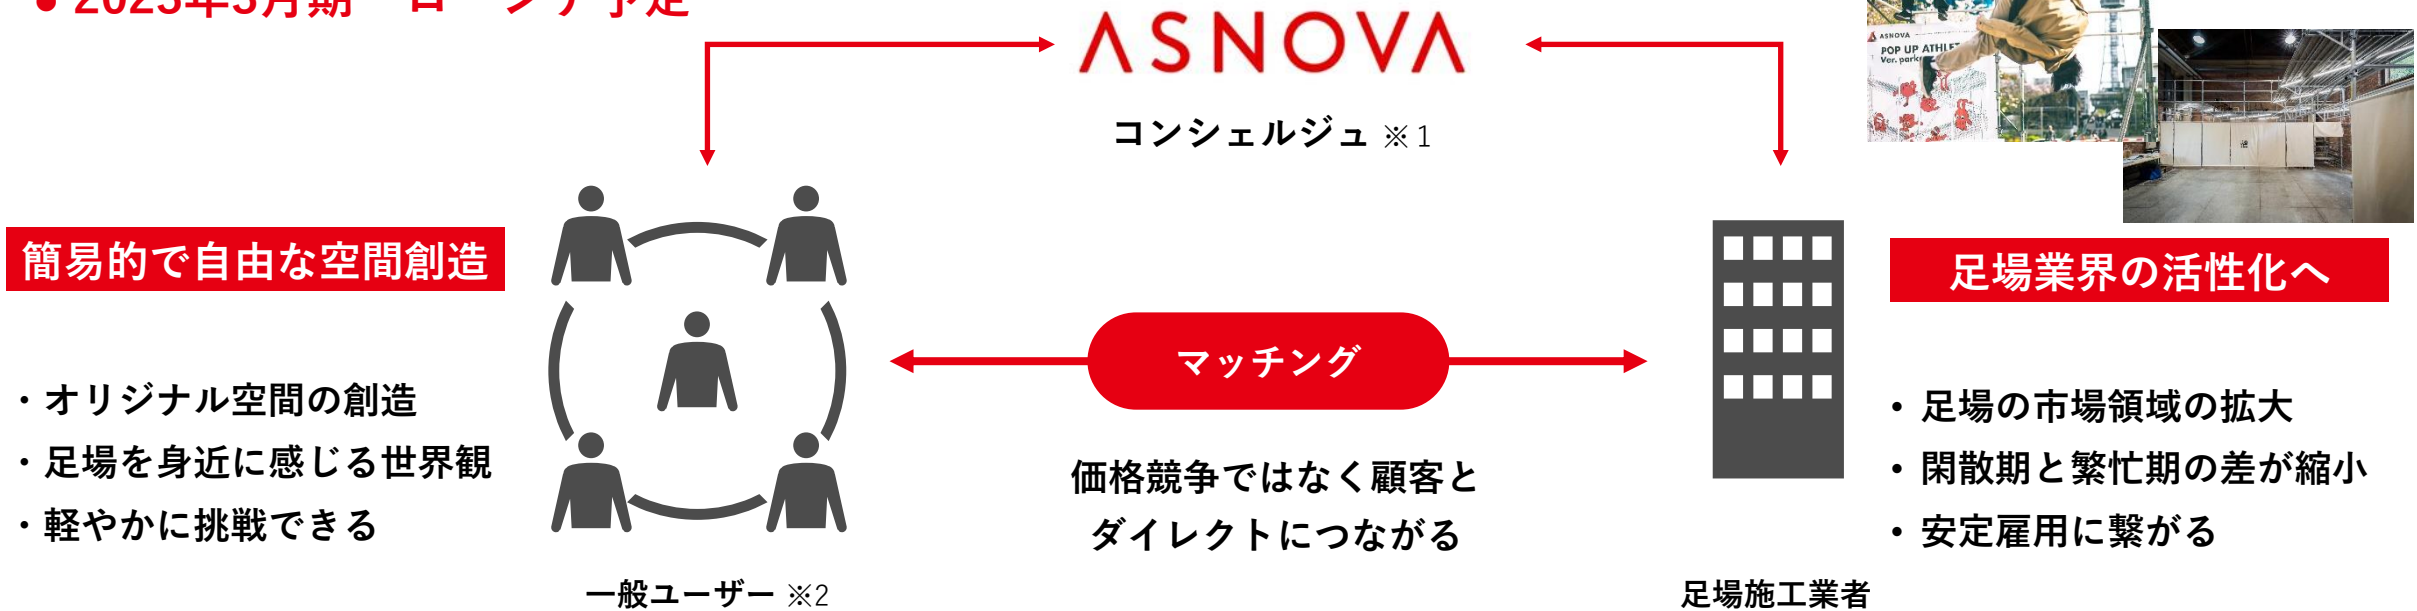 ASNOVA
コンシェルジュ ※1
ASNOVA
POP UP ATHLET
簡易的で自由な空間創造
・オリジナル空間の創造
・足場を身近に感じる世界観
・軽やかに挑戦できる
一般ユーザー ※2
マッチング
価格競争ではなく顧客と
ダイレクトにつながる
足場施工業者
足場業界の活性化へ
・足場の市場領域の拡大
・閑散期と繁忙期の差が縮小
・安定雇用に繋がる